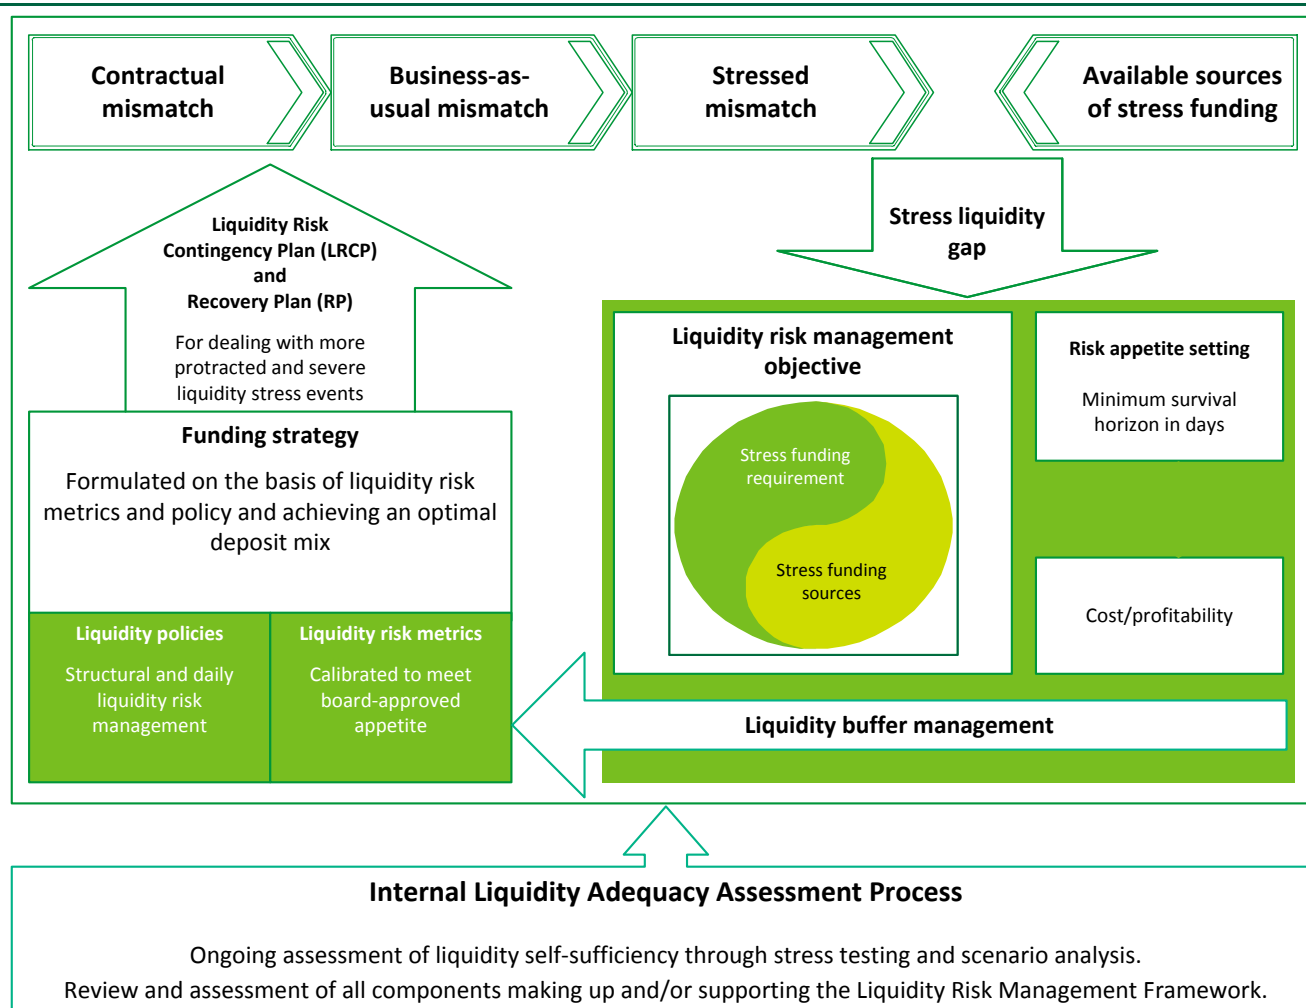 Contractual
mismatch
Business-as-
usual mismatch
Stressed
mismatch
Available sources
of stress funding
Liquidity Risk
Contingency Plan (LRCP)
and
Recovery Plan (RP)
For dealing with more
protracted and severe
liquidity stress events
Stress liquidity
gap
Funding strategy
Formulated on the basis of liquidity risk
metrics and policy and achieving an optimal
deposit mix
Liquidity policies
Structural and daily
liquidity risk
management
Liquidity risk metrics
Calibrated to meet
board-approved
appetite
Liquidity risk management
objective
Stress funding
requirement
Stress funding
sources
Risk appetite setting
Minimum survival
horizon in days
Cost/profitability
Liquidity buffer management
Internal Liquidity Adequacy Assessment Process
Ongoing assessment of liquidity self-sufficiency through stress testing and scenario analysis.
Review and assessment of all components making up and/or supporting the Liquidity Risk Management Framework.